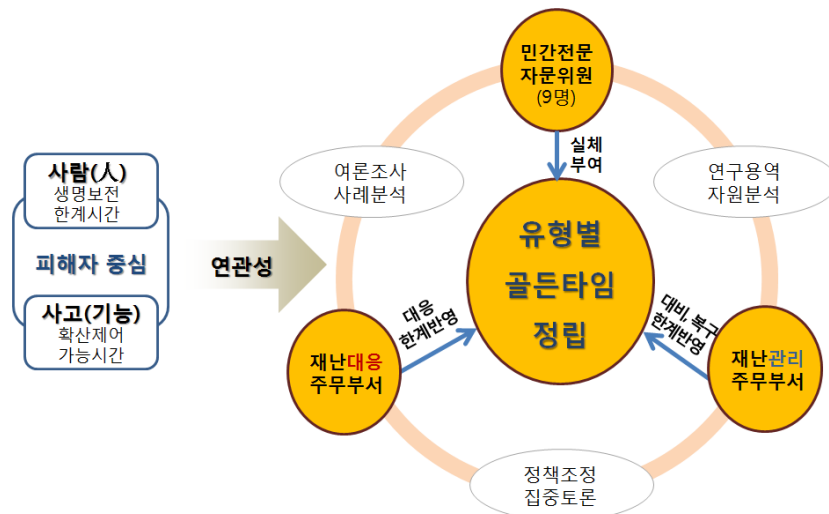 사람(人)
생명보전
한계시간
피해자 중심
사고(기능)
확산제어
가능시간
연관성
민간전문
자문위원
(9명)
실체
부여
여론조사
사례분석
연구용역
자원분석
유형별
골든타임
정립
대응
한계반영
대비, 복구
한계반영
재난대응
주무부서
재난관리
주무부서
정책조정
집중토론